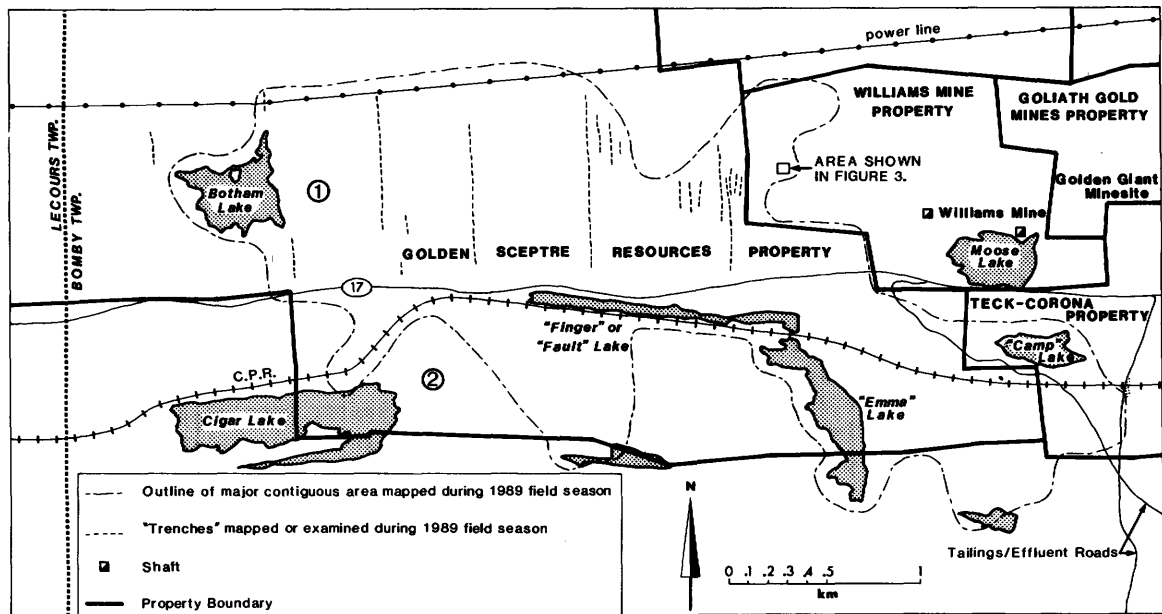 power line
WILLIAMS MINE
PROPERTY
GOLIATH GOLD
MINES PROPERTY
LECOURS TWP.
BOMBY TWP.
AREA SHOWN
IN FIGURE 3.
Botham
Lake
1
Golden Giant
Minesite
Williams Mine
Moose
Lake
GOLDEN SCEPTRE RESOURCES PROPERTY
17
TECK-CORONA
PROPERTY
"Finger" or
"Fault" Lake
"Camp"
Lake
C.P.R.
2
"Emma"
Lake
Cigar Lake
Outline of major contiguous area mapped during 1989 field season
"Trenches" mapped or examined during 1989 field season
Shaft
Property Boundary
N
0 .1 .2 .3 .4 .5 1
km
Tailings/Effluent Roads